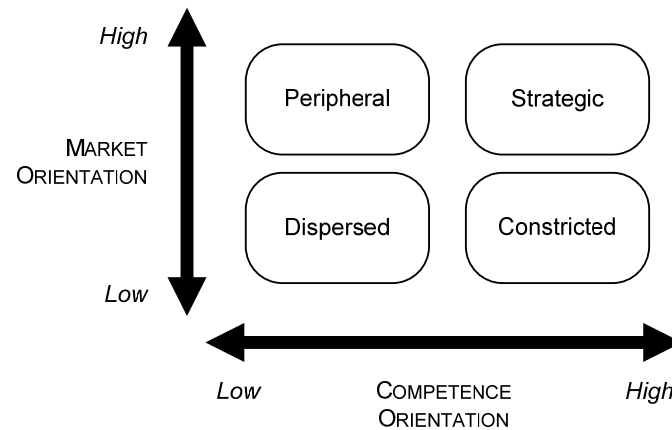 High
Peripheral
Strategic
MARKET
ORIENTATION
Dispersed
Constricted
Low
Low
COMPETENCE
High
ORIENTATION